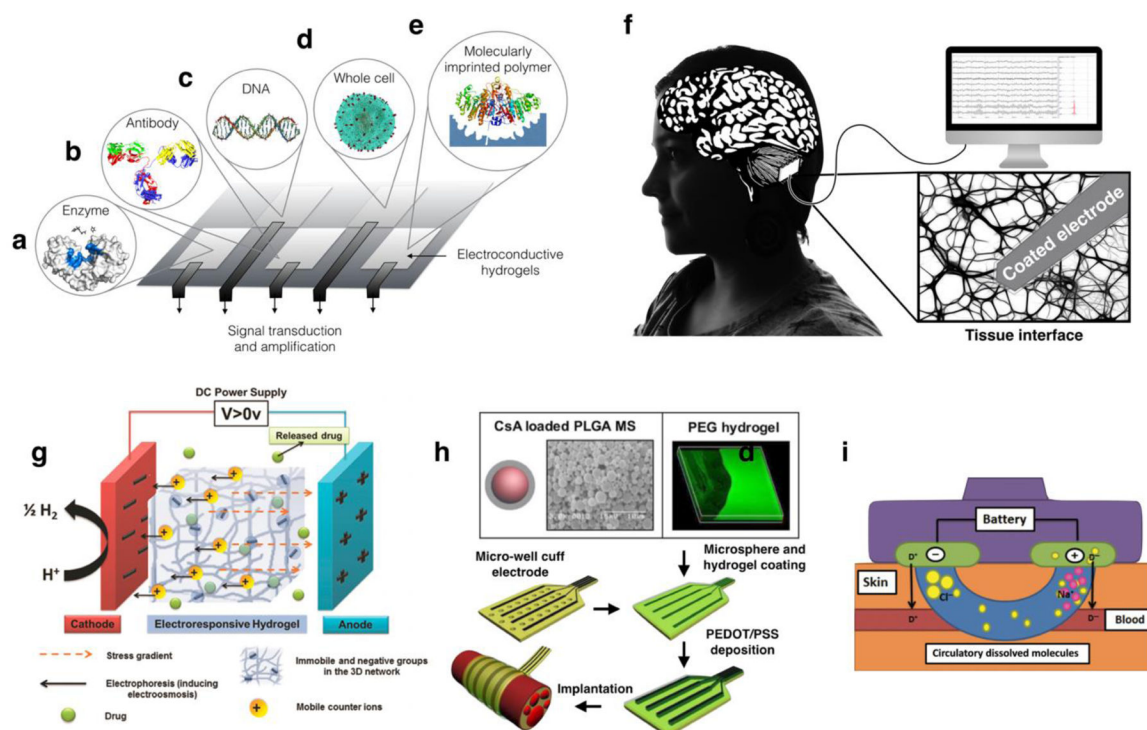 a
Enzyme
b
Antibody
c
DNA
d
Whole cell
e
Molecularly
imprinted polymer
Electroconductive
hydrogels
Signal transduction
and amplification
f
Coated electrode
Tissue interface
g
DC Power Supply
V>0v
Released drug
½ H₂
H⁺
Cathode
Electroresponsive Hydrogel
Anode
Stress gradient
Electrophoresis (inducing
electroosmosis)
Drug
Immobile and negative groups
in the 3D network
Mobile counter ions
h
CsA loaded PLGA MS
PEG hydrogel
d
Micro-well cuff
electrode
Microsphere and
hydrogel coating
PEDOT/PSS
deposition
Implantation
i
Battery
D⁺
−
+
D⁻
Skin
Cl⁻
Na⁺
D⁺
D⁻
Blood
Circulatory dissolved molecules